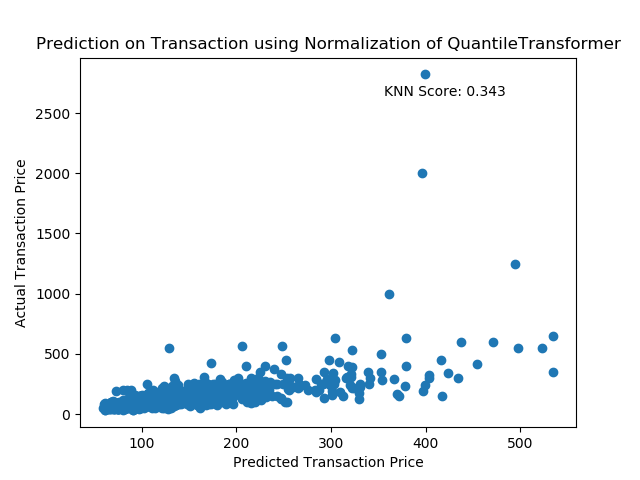 Prediction on Transaction using Normalization of QuantileTransformer
KNN Score: 0.343
2500
2000
1500
1000
500
0
Actual Transaction Price
100 200 300 400 500
Predicted Transaction Price